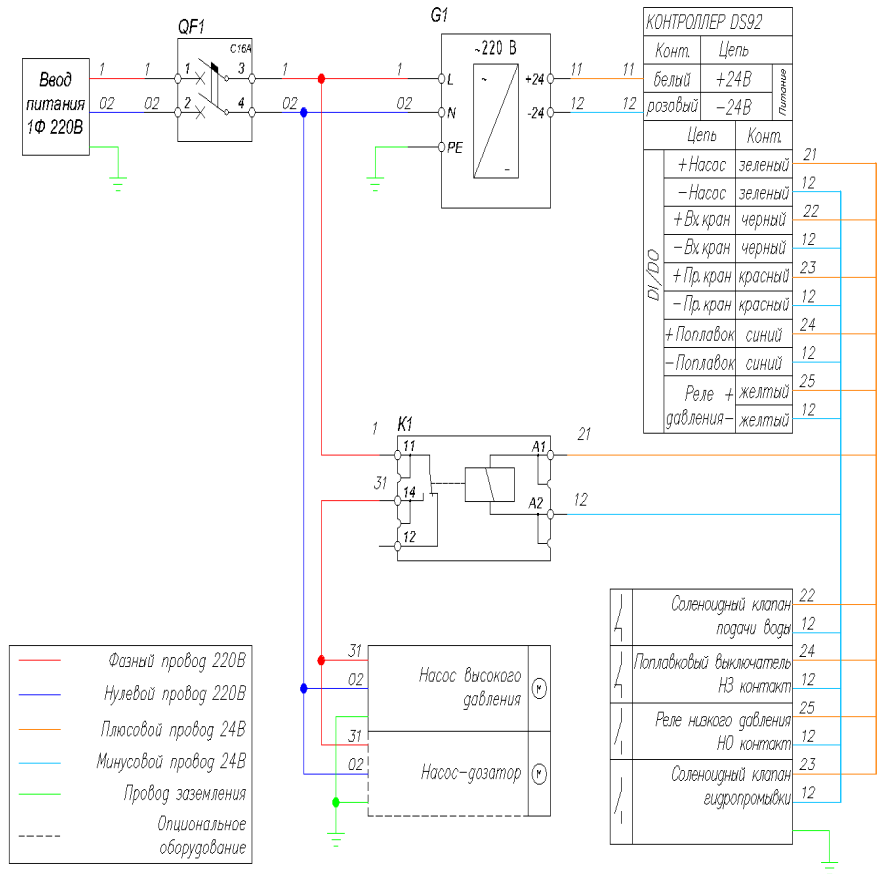 QF1
C16A
1
1
1
3
1
Ввод
питания
1Ф 220В
02
02
2
4
02
G1
~220 В
~
–
1
L
+24
11
11
02
N
-24
12
12
PE
КОНТРОЛЛЕР DS92
Конт. Цепь
белый +24В
розовый –24В
Питание
Цепь Конт.
DI/DO
+Насос зеленый 21
–Насос зеленый 12
+Вх.кран черный 22
–Вх.кран черный 12
+Пр.кран красный 23
–Пр.кран красный 12
+Поплавок синий 24
–Поплавок синий 12
Реле + желтый 25
давления– желтый 12
K1
1
11
A1
21
31
14
A2
12
12
Соленоидный клапан 22
подачи воды 12
Поплавковый выключатель 24
НЗ контакт 12
Реле низкого давления 25
НО контакт 12
Соленоидный клапан 23
гидропромывки 12
31
02
Насос высокого
давления
М
31
02
Насос-дозатор
М
Фазный провод 220В
Нулевой провод 220В
Плюсовой провод 24В
Минусовой провод 24В
Провод заземления
Опциональное
оборудование